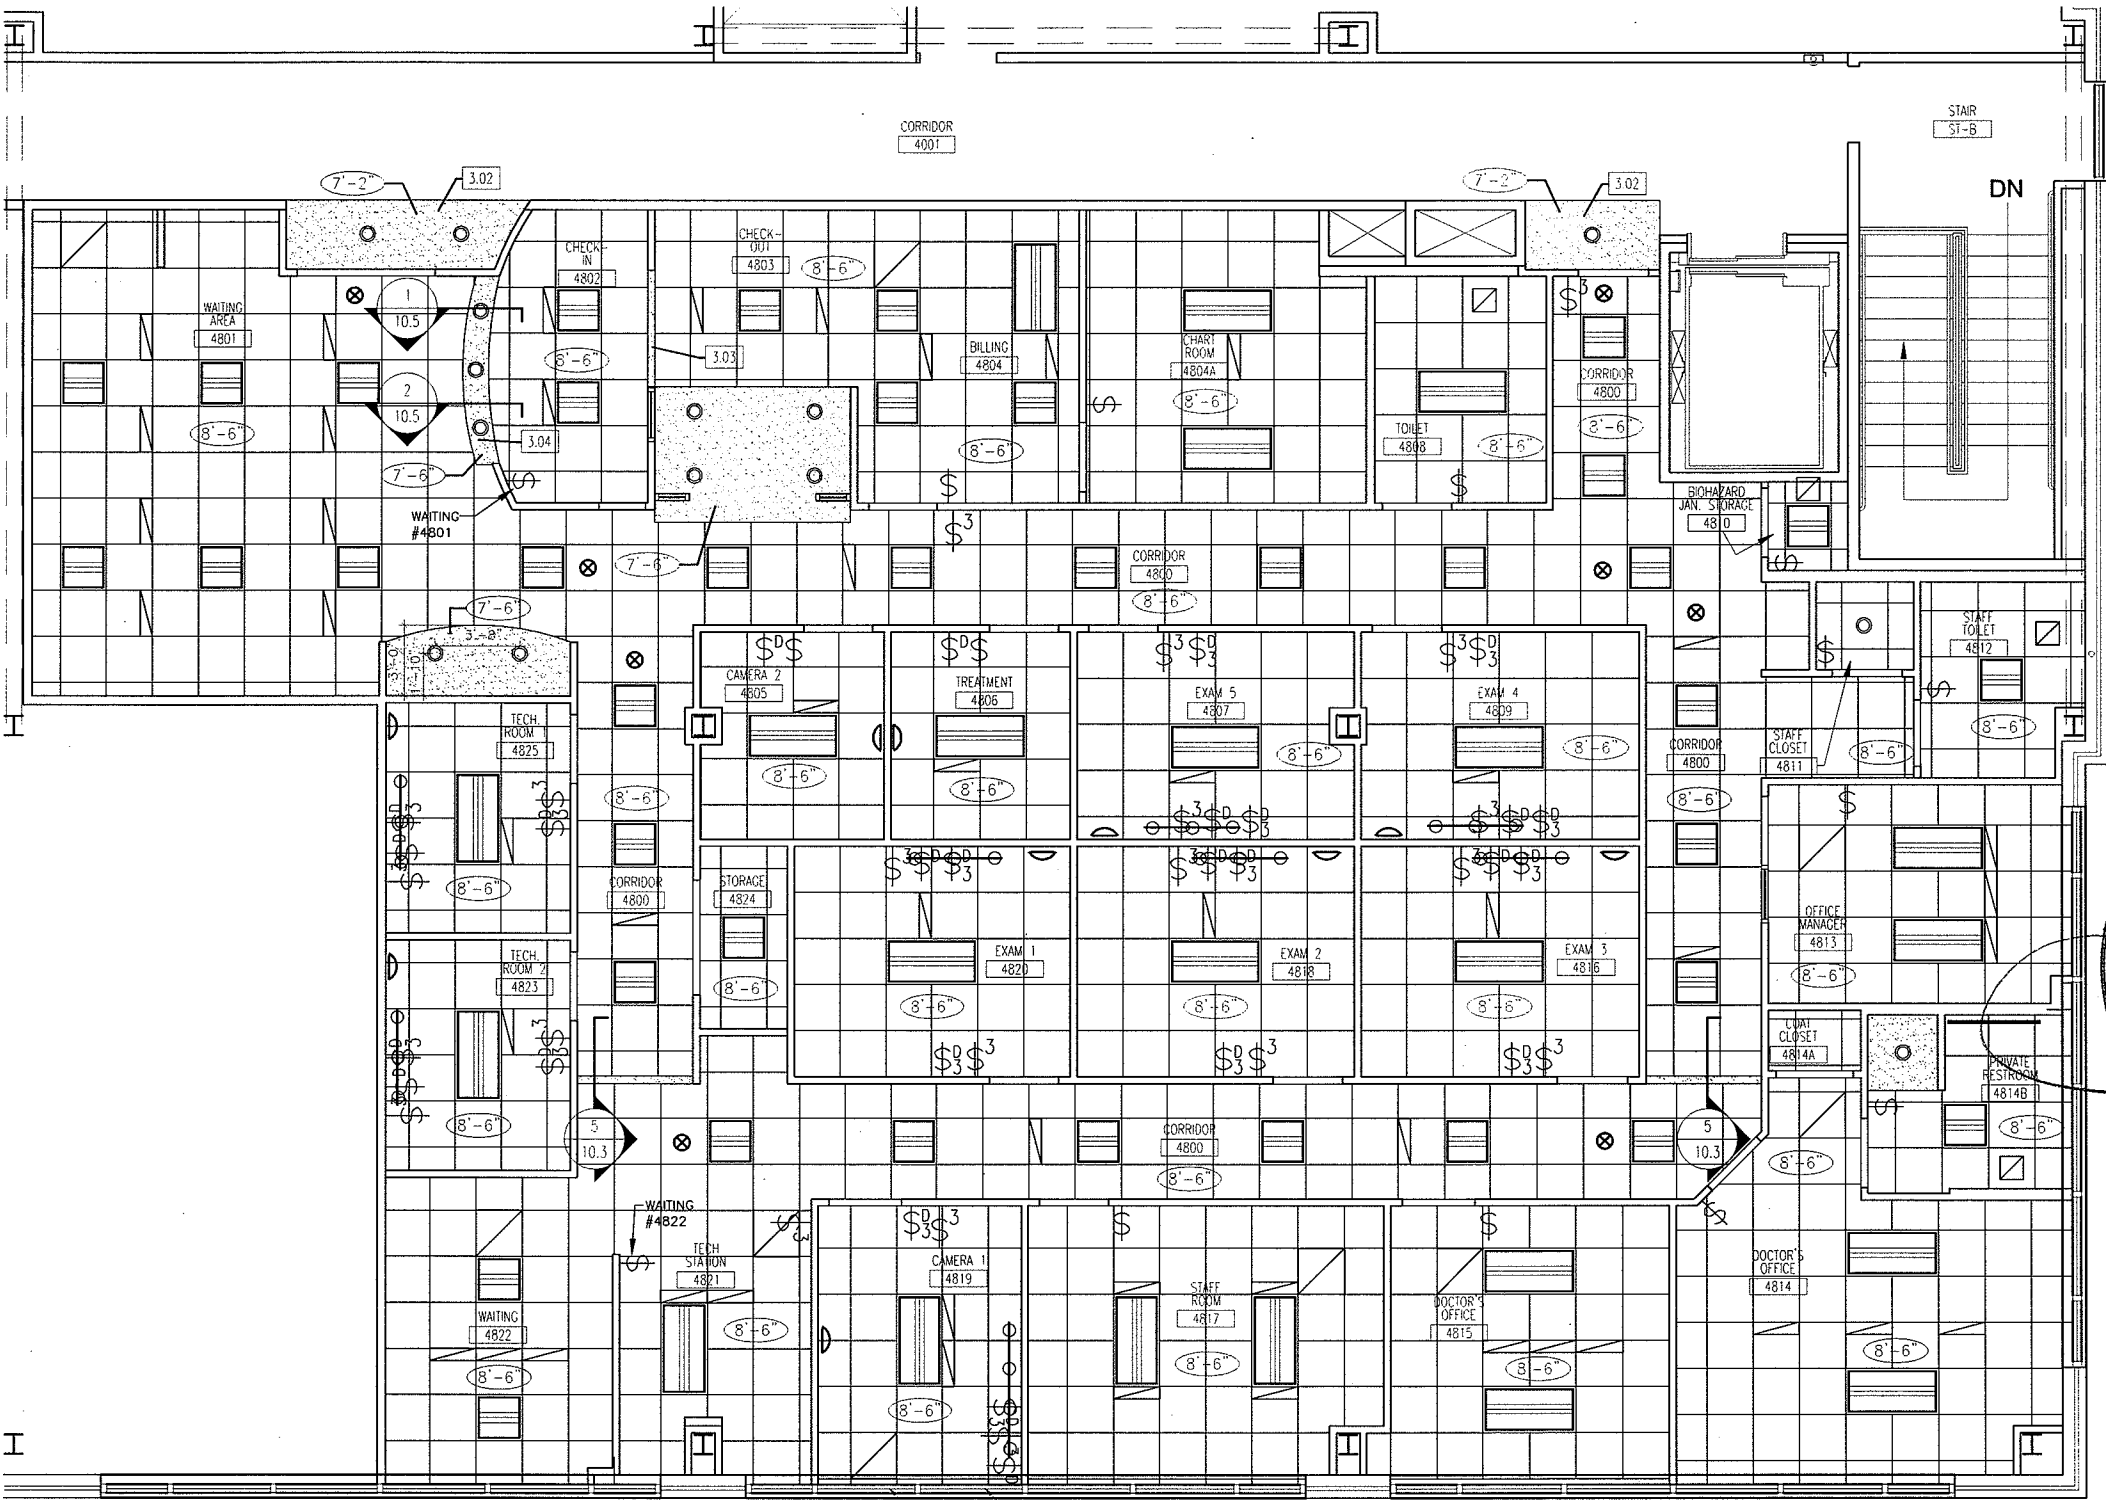 CORRIDOR
4001
STAIR
ST-B
DN
7'-2"
3.02
7'-2"
3.02
CHECK-
IN
4802
CHECK-
OUT
4803
8'-6"
WAITING
AREA
4801
1
10.5
2
10.5
8'-6"
8'-6"
3.03
3.04
7'-6"
WAITING
#4801
BILLING
4804
8'-6"
CHART
ROOM
4804A
8'-6"
TOILET
4808
8'-6"
CORRIDOR
4800
8'-6"
BIOHAZARD
JAN. STORAGE
4810
7'-6"
CORRIDOR
4800
8'-6"
7'-6"
STAFF
TOILET
4812
8'-6"
STAFF
CLOSET
4811
8'-6"
TECH.
ROOM 1
4825
8'-6"
CAMERA 2
4805
8'-6"
TREATMENT
4806
8'-6"
EXAM 5
4807
8'-6"
EXAM 4
4809
8'-6"
CORRIDOR
4800
8'-6"
8'-6"
CORRIDOR
4800
STORAGE
4824
8'-6"
TECH.
ROOM 2
4823
8'-6"
EXAM 1
4820
8'-6"
EXAM 2
4818
8'-6"
EXAM 3
4816
8'-6"
OFFICE
MANAGER
4813
8'-6"
COAT
CLOSET
4814A
PRIVATE
RESTROOM
4814B
8'-6"
5
10.3
CORRIDOR
4800
8'-6"
5
10.3
8'-6"
WAITING
#4822
TECH
STATION
4821
8'-6"
WAITING
4822
8'-6"
CAMERA 1
4819
8'-6"
STAFF
ROOM
4817
8'-6"
DOCTOR'S
OFFICE
4815
8'-6"
DOCTOR'S
OFFICE
4814
8'-6"